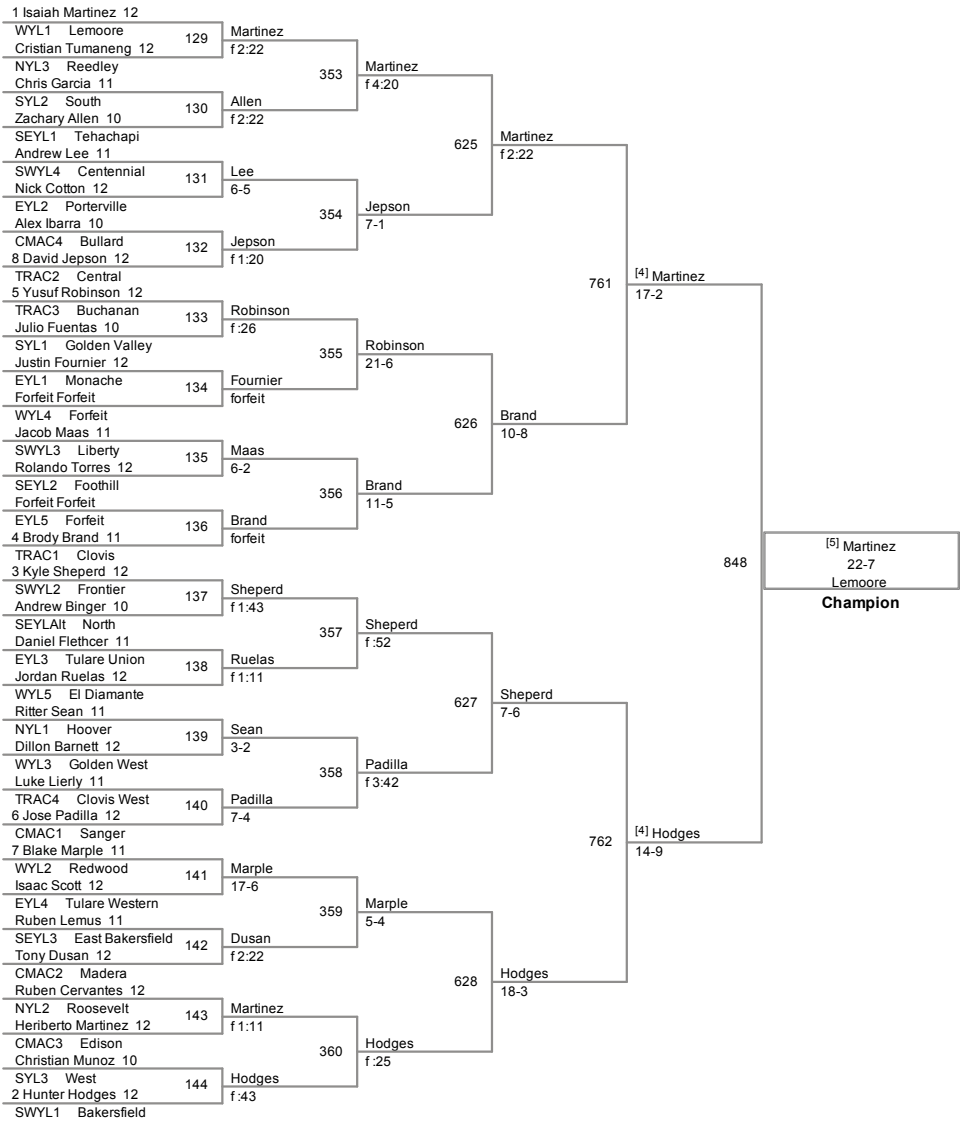 1 Isaiah Martinez 12
WYL1 Lemoore
Cristian Tumaneng 12
NYL3 Reedley
Chris Garcia 11
SYL2 South
Zachary Allen 10
SEYL1 Tehachapi
Andrew Lee 11
SWYL4 Centennial
Nick Cotton 12
EYL2 Porterville
Alex Ibarra 10
CMAC4 Bullard
8 David Jepson 12
TRAC2 Central
5 Yusuf Robinson 12
TRAC3 Buchanan
Julio Fuentas 10
SYL1 Golden Valley
Justin Fournier 12
EYL1 Monache
Forfeit Forfeit
WYL4 Forfeit
Jacob Maas 11
SWYL3 Liberty
Rolando Torres 12
SEYL2 Foothill
Forfeit Forfeit
EYL5 Forfeit
4 Brody Brand 11
TRAC1 Clovis
3 Kyle Sheperd 12
SWYL2 Frontier
Andrew Binger 10
SEYLAlt North
Daniel Flethcer 11
EYL3 Tulare Union
Jordan Ruelas 12
WYL5 El Diamante
Ritter Sean 11
NYL1 Hoover
Dillon Barnett 12
WYL3 Golden West
Luke Lierly 11
TRAC4 Clovis West
6 Jose Padilla 12
CMAC1 Sanger
7 Blake Marple 11
WYL2 Redwood
Isaac Scott 12
EYL4 Tulare Western
Ruben Lemus 11
SEYL3 East Bakersfield
Tony Dusan 12
CMAC2 Madera
Ruben Cervantes 12
NYL2 Roosevelt
Heriberto Martinez 12
CMAC3 Edison
Christian Munoz 10
SYL3 West
2 Hunter Hodges 12
SWYL1 Bakersfield
129
130
131
132
133
134
135
136
137
138
139
140
141
142
143
144
Martinez
f 2:22
Allen
f 2:22
Lee
6-5
Jepson
f 1:20
Robinson
f :26
Fournier
forfeit
Maas
6-2
Brand
forfeit
Sheperd
f 1:43
Ruelas
f 1:11
Sean
3-2
Padilla
7-4
Marple
17-6
Dusan
f 2:22
Martinez
f 1:11
Hodges
f :43
353
354
355
356
357
358
359
360
Martinez
f 4:20
Jepson
7-1
Robinson
21-6
Brand
11-5
Sheperd
f :52
Padilla
f 3:42
Marple
5-4
Hodges
f :25
625
626
627
628
Martinez
f 2:22
Brand
10-8
Sheperd
7-6
Hodges
18-3
761
762
[4] Martinez
17-2
[4] Hodges
14-9
848
[5] Martinez
22-7
Lemoore
Champion